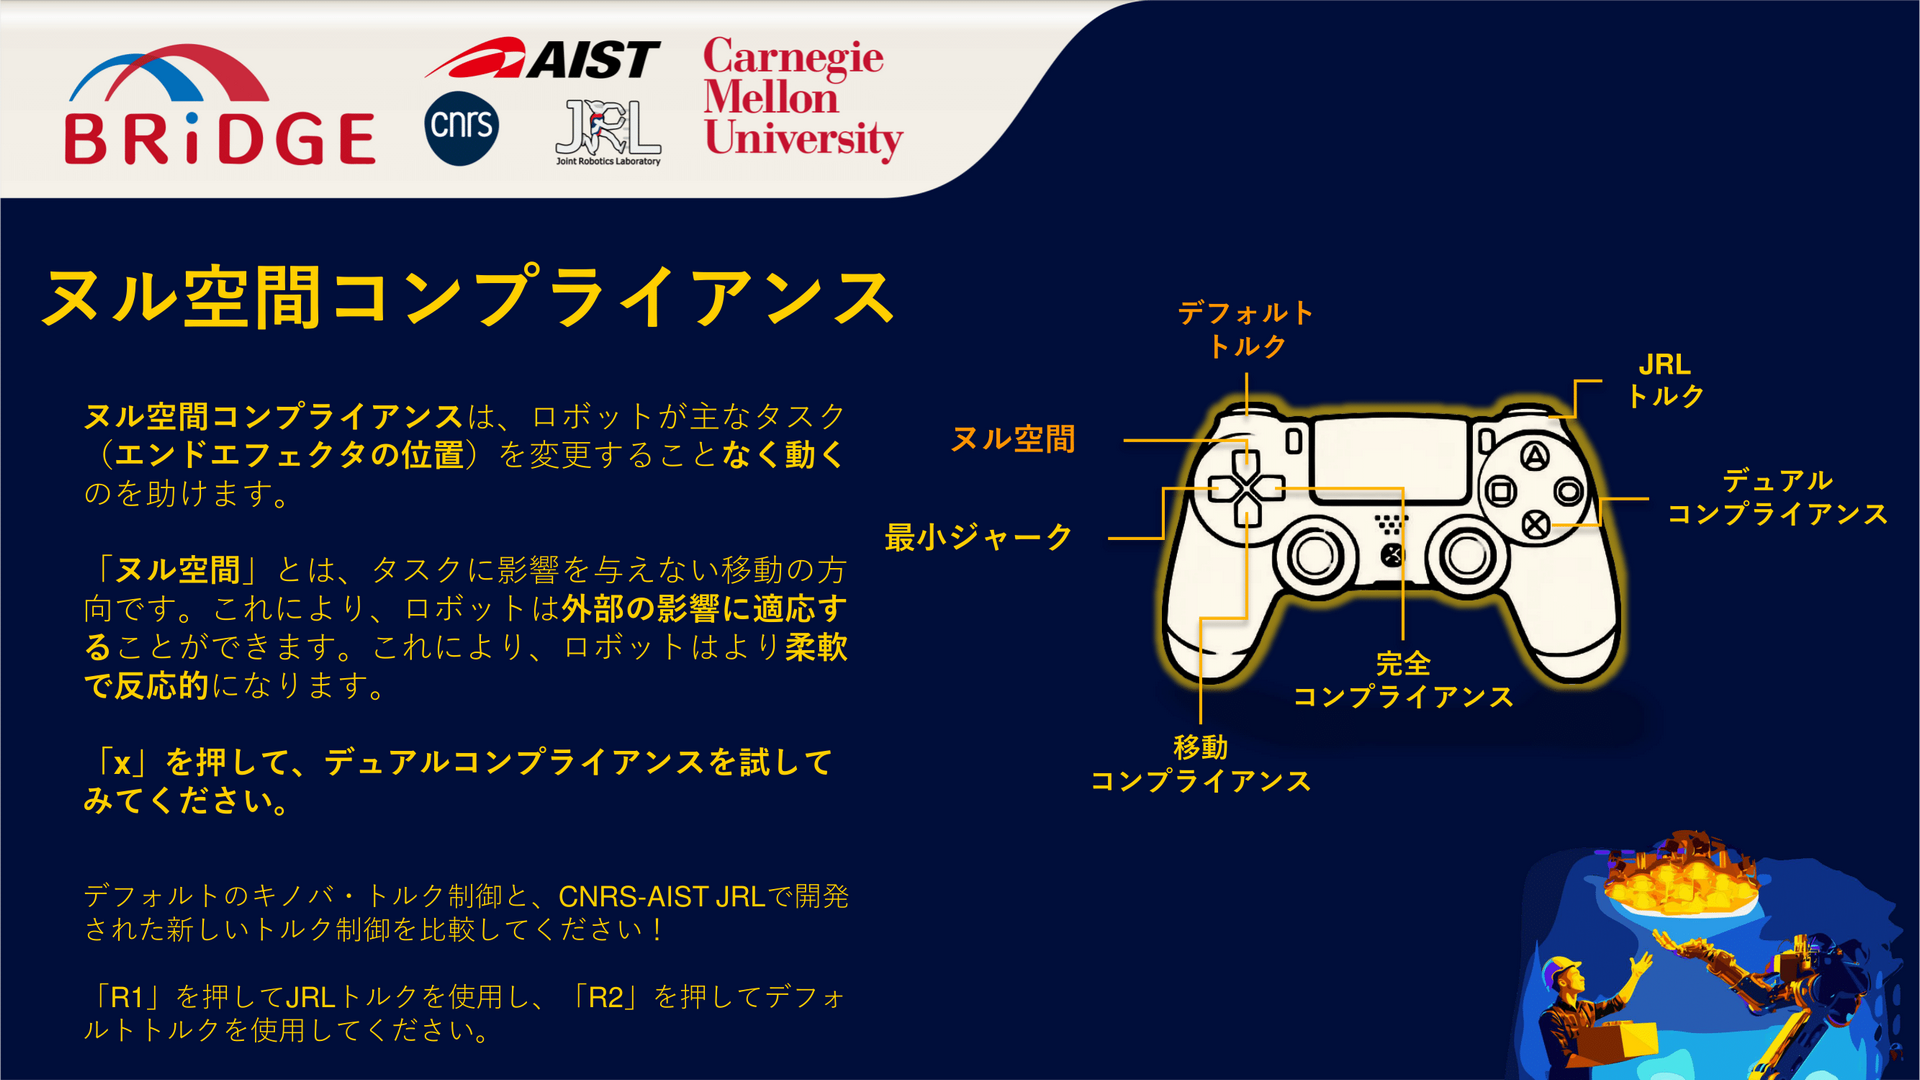 BRiDGE
AIST
cnrs
JRL
Joint Robotics Laboratory
Carnegie
Mellon
University
ヌル空間コンプライアンス
ヌル空間コンプライアンスは、ロボットが主なタスク
（エンドエフェクタの位置）を変更することなく動く
のを助けます。
「ヌル空間」とは、タスクに影響を与えない移動の方
向です。これにより、ロボットは外部の影響に適応す
ることができます。これにより、ロボットはより柔軟
で反応的になります。
「x」を押して、デュアルコンプライアンスを試して
みてください。
デフォルトのキノバ・トルク制御と、CNRS-AIST JRLで開発
された新しいトルク制御を比較してください！
「R1」を押してJRLトルクを使用し、「R2」を押してデフォ
ルトトルクを使用してください。
デフォルト
トルク
JRL
トルク
ヌル空間
A
デュアル
コンプライアンス
最小ジャーク
完全
コンプライアンス
移動
コンプライアンス